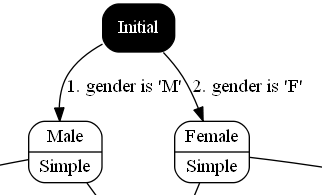 Initial
1. gender is 'M'
2. gender is 'F'
Male
Simple
Female
Simple